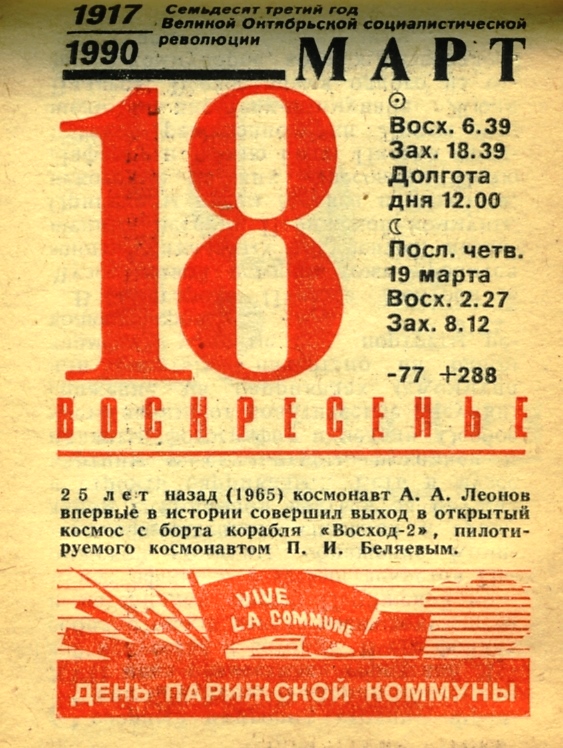 1917
1990
Семьдесят третий год
Великой Октябрьской социалистической
революции
МАРТ
18
Восх. 6.39
Зах. 18.39
Долгота
дня 12.00
Посл. четв.
19 марта
Восх. 2.27
Зах. 8.12
-77 +288
ВОСКРЕСЕНЬЕ
25 лет назад (1965) космонавт А. А. Леонов
впервые в истории совершил выход в открытый
космос с борта корабля «Восход-2», пилоти-
руемого космонавтом П. И. Беляевым.
VIVE
LA COMMUNE
ДЕНЬ ПАРИЖСКОЙ КОММУНЫ